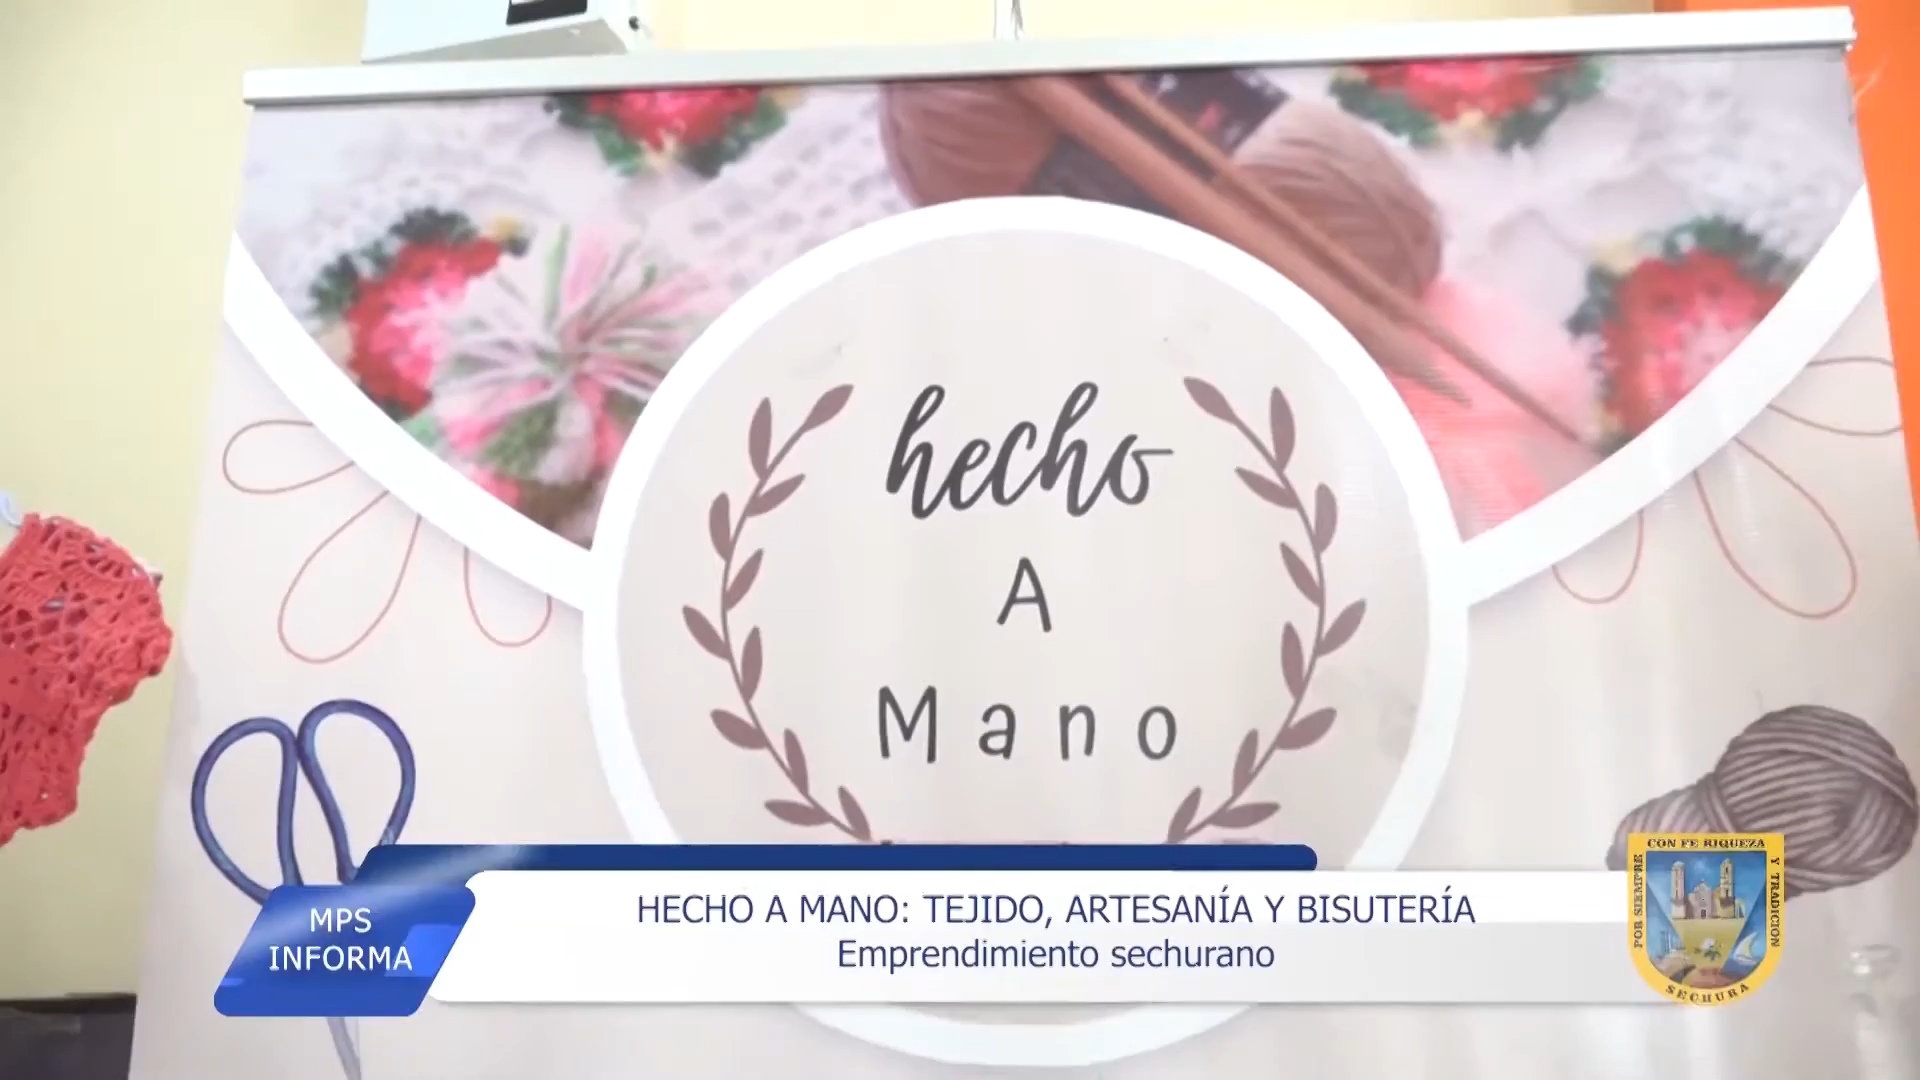 hecho
A
Mano
MPS
INFORMA
HECHO A MANO: TEJIDO, ARTESANÍA Y BISUTERÍA
Emprendimiento sechurano
POR SIEMPRE
CON FE RIQUEZA
Y TRADICION
SECHURA